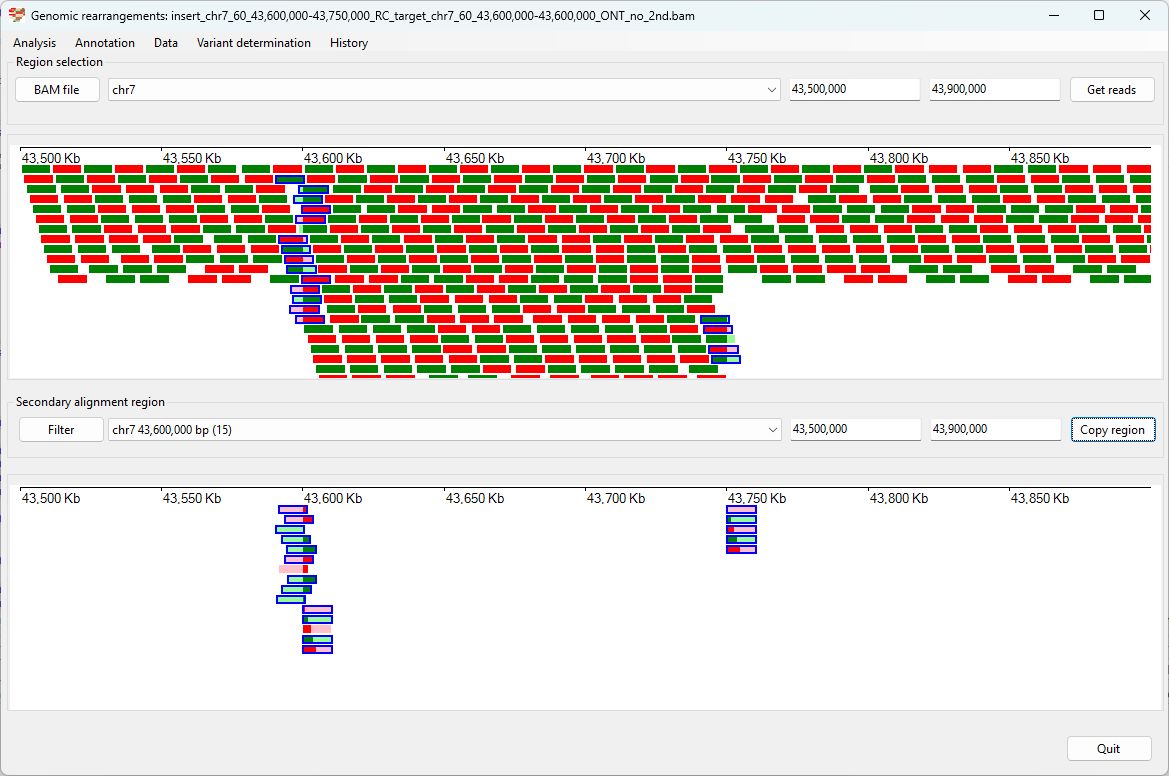 Genomic rearrangements: insert_chr7_60_43,600,000-43,750,000_RC_target_chr7_60_43,600,000-43,600,000_ONT_no_2nd.bam
Analysis Annotation Data Variant determination History
Region selection
BAM file chr7 43,500,000 43,900,000 Get reads
43,500 Kb 43,550 Kb 43,600 Kb 43,650 Kb 43,700 Kb 43,750 Kb 43,800 Kb 43,850 Kb
Secondary alignment region
Filter chr7 43,600,000 bp (15) 43,500,000 43,900,000 Copy region
43,500 Kb 43,550 Kb 43,600 Kb 43,650 Kb 43,700 Kb 43,750 Kb 43,800 Kb 43,850 Kb
Quit